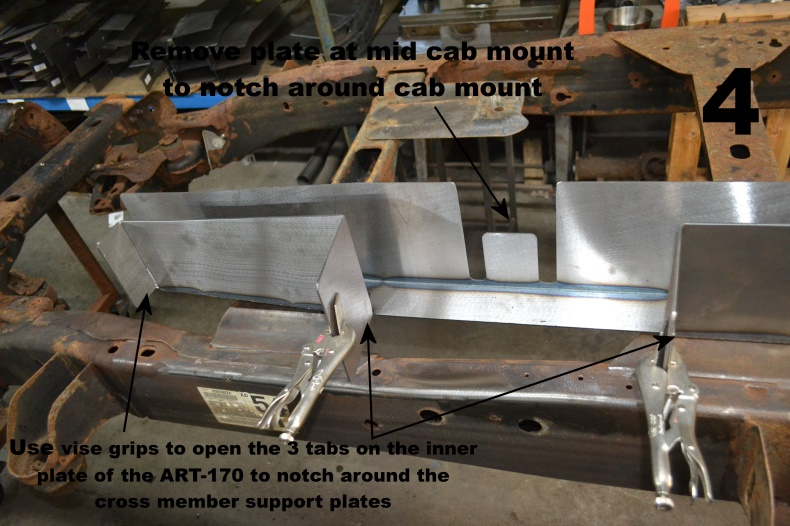 Remove plate at mid cab mount
to notch around cab mount
4
Use vise grips to open the 3 tabs on the inner
plate of the ART-170 to notch around the
cross member support plates